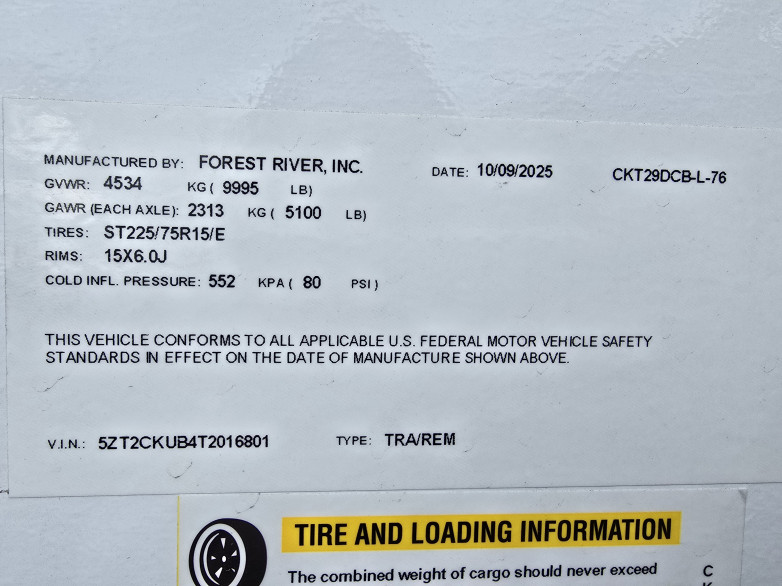 MANUFACTURED BY: FOREST RIVER, INC. DATE: 10/09/2025 CKT29DCB-L-76
GVWR: 4534 KG ( 9995 LB)
GAWR (EACH AXLE): 2313 KG ( 5100 LB)
TIRES: ST225/75R15/E
RIMS: 15X6.0J
COLD INFL. PRESSURE: 552 KPA ( 80 PSI )
THIS VEHICLE CONFORMS TO ALL APPLICABLE U.S. FEDERAL MOTOR VEHICLE SAFETY
STANDARDS IN EFFECT ON THE DATE OF MANUFACTURE SHOWN ABOVE.
V.I.N.: 5ZT2CKUB4T2016801 TYPE: TRA/REM
TIRE AND LOADING INFORMATION
The combined weight of cargo should never exceed